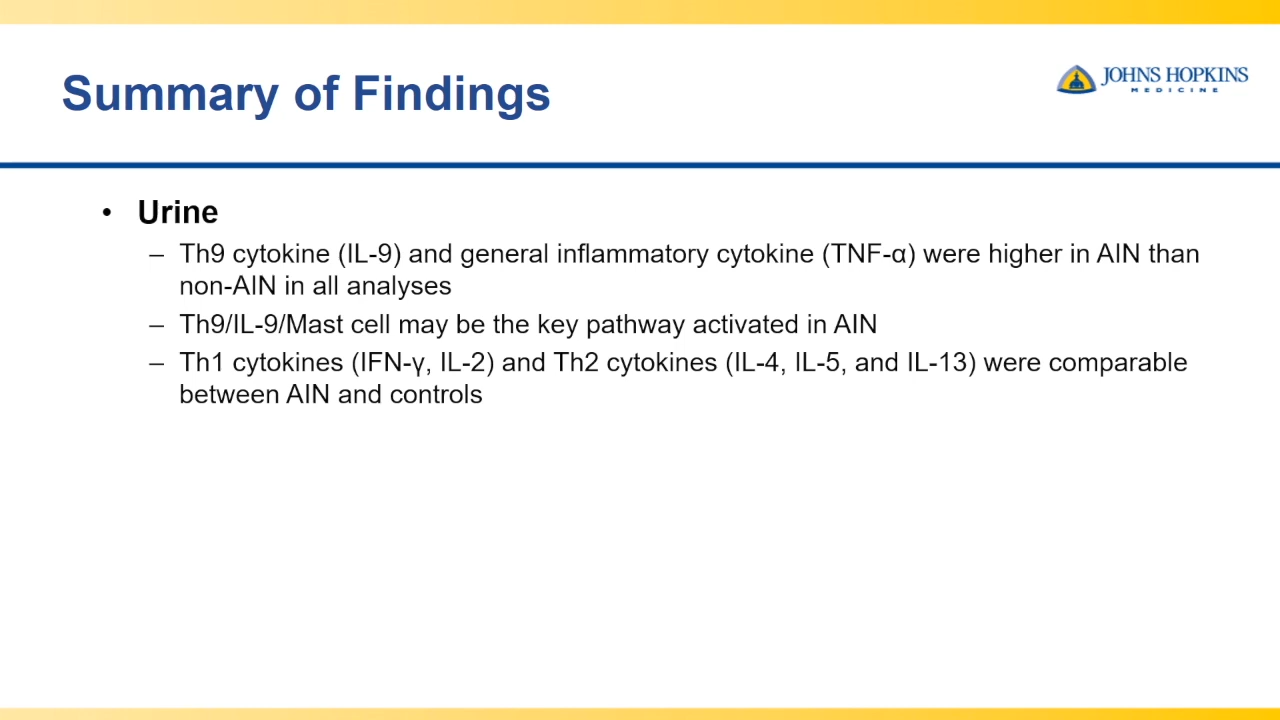 Summary of Findings
JOHNS HOPKINS
MEDICINE
• Urine
– Th9 cytokine (IL-9) and general inflammatory cytokine (TNF-α) were higher in AIN than
non-AIN in all analyses
– Th9/IL-9/Mast cell may be the key pathway activated in AIN
– Th1 cytokines (IFN-γ, IL-2) and Th2 cytokines (IL-4, IL-5, and IL-13) were comparable
between AIN and controls